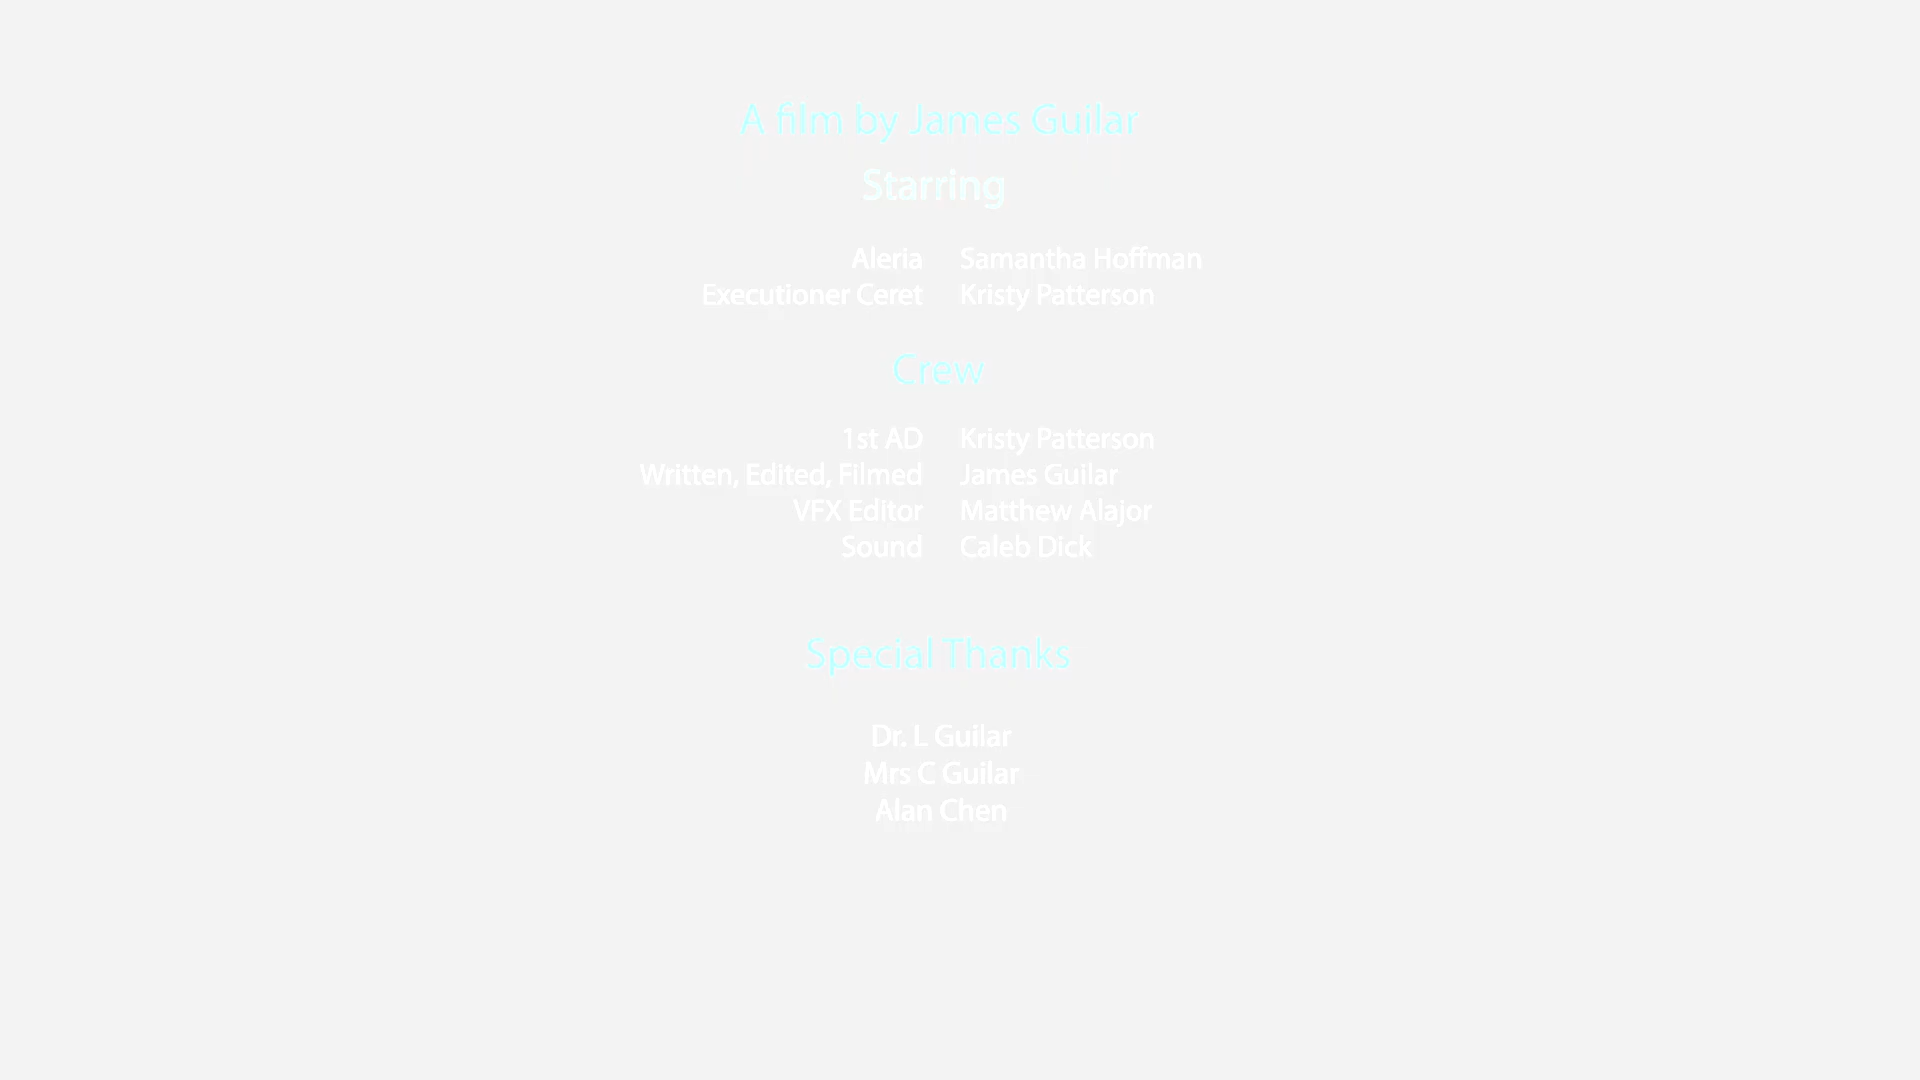 A film by James Guilar
Starring
Aleria Samantha Hoffman
Executioner Ceret Kristy Patterson
Crew
1st AD Kristy Patterson
Written, Edited, Filmed James Guilar
VFX Editor Matthew Alajor
Sound Caleb Dick
Special Thanks
Dr. L Guilar
Mrs C Guilar
Alan Chen